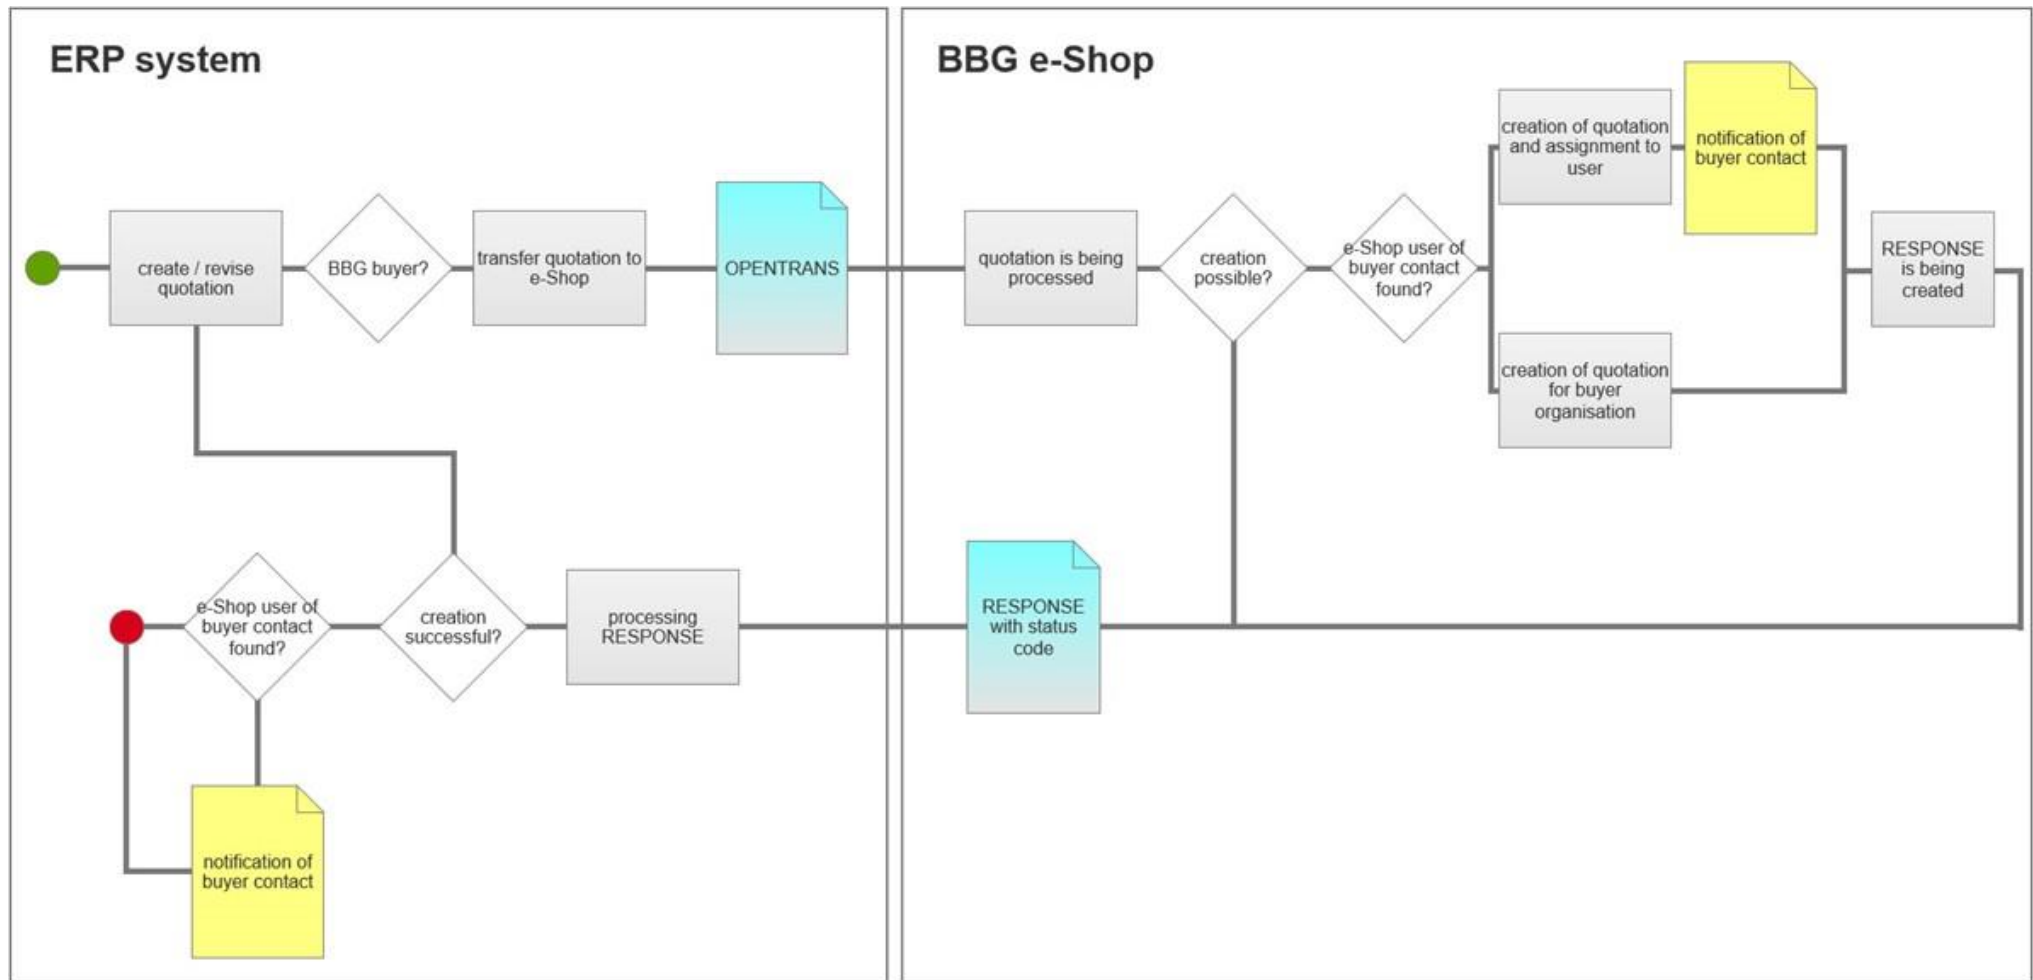 ERP system
create / revise
quotation
BBG buyer?
transfer quotation to
e-Shop
OPENTRANS
e-Shop user of
buyer contact
found?
creation
successful?
processing
RESPONSE
notification of
buyer contact
BBG e-Shop
quotation is being
processed
creation
possible?
e-Shop user of
buyer contact
found?
creation of quotation
and assignment to
user
notification of
buyer contact
creation of quotation
for buyer
organisation
RESPONSE
is being
created
RESPONSE
with status
code